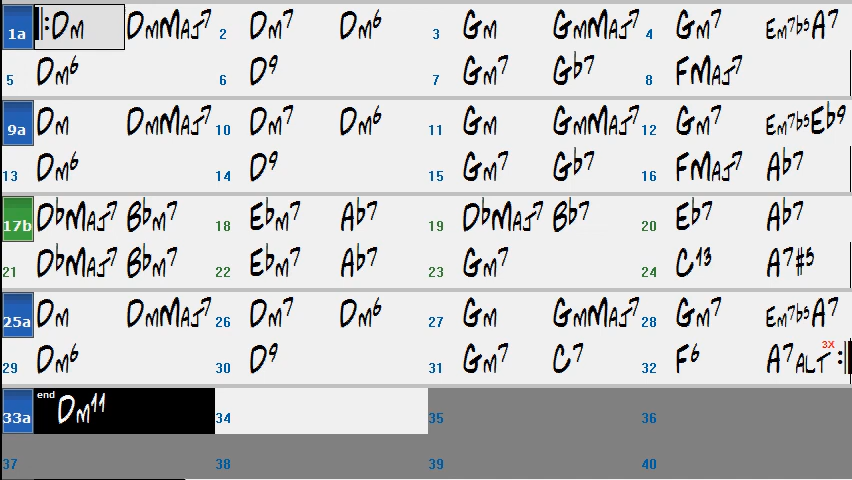 1a 𝄆 Dm DmMaj7 2 Dm7 Dm6 3 Gm GmMaj7 4 Gm7 Em7b5 A7
5 Dm6 6 D9 7 Gm7 Gb7 8 FMaj7
9a Dm DmMaj7 10 Dm7 Dm6 11 Gm GmMaj7 12 Gm7 Em7b5 Eb9
13 Dm6 14 D9 15 Gm7 Gb7 16 FMaj7 Ab7
17b DbMaj7 Bbm7 18 Ebm7 Ab7 19 DbMaj7 Bb7 20 Eb7 Ab7
21 DbMaj7 Bbm7 22 Ebm7 Ab7 23 Gm7 24 C13 A7#5
25a Dm DmMaj7 26 Dm7 Dm6 27 Gm GmMaj7 28 Gm7 Em7b5 A7
29 Dm6 30 D9 31 Gm7 C7 32 F6 A7alt 3X 𝄇
33a end Dm11 34 35 36
37 38 39 40